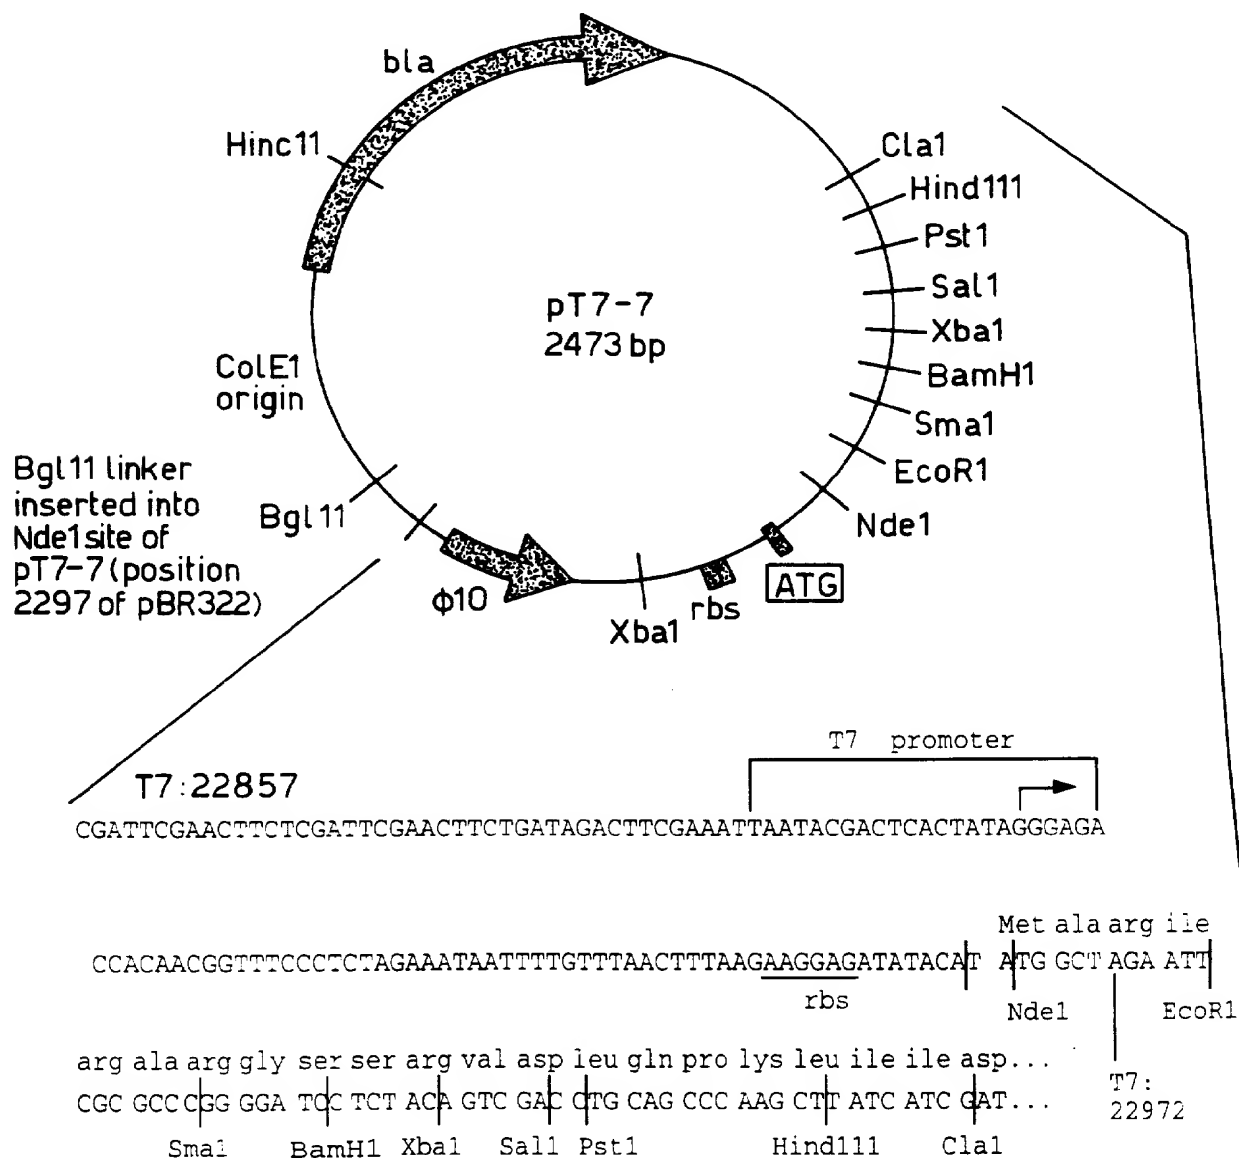 bla
Hinc11
Cla1
Hind111
Pst1
Sal1
Xba1
BamH1
Sma1
EcoR1
Nde1
pT7-7
2473 bp
ColE1
origin
Bgl11 linker
inserted into
Nde1 site of
pT7-7 (position
2297 of pBR322)
Bgl11
Φ10
Xba1
rbs
ATG
T7 promoter
T7:22857
CGATTCGAACTTCTCGATTCGAACTTCTGATAGACTTCGAAATTAATACGACTCACTATAGGGAGA
Met ala arg ile
CCACAACGGTTTCCCTCTAGAAATAATTTTGTTTAACTTTAAGAAGGAGATATACAT ATG GCT AGA ATT
rbs
Nde1
EcoR1
arg ala arg gly ser ser arg val asp leu gln pro lys leu ile ile asp...
CGC GCC CGG GGA TCC TCT ACA GTC GAC CTG CAG CCC AAG CTT ATC ATC GAT...
T7:
22972
Sma1
BamH1
Xba1
Sal1
Pst1
Hind111
Cla1